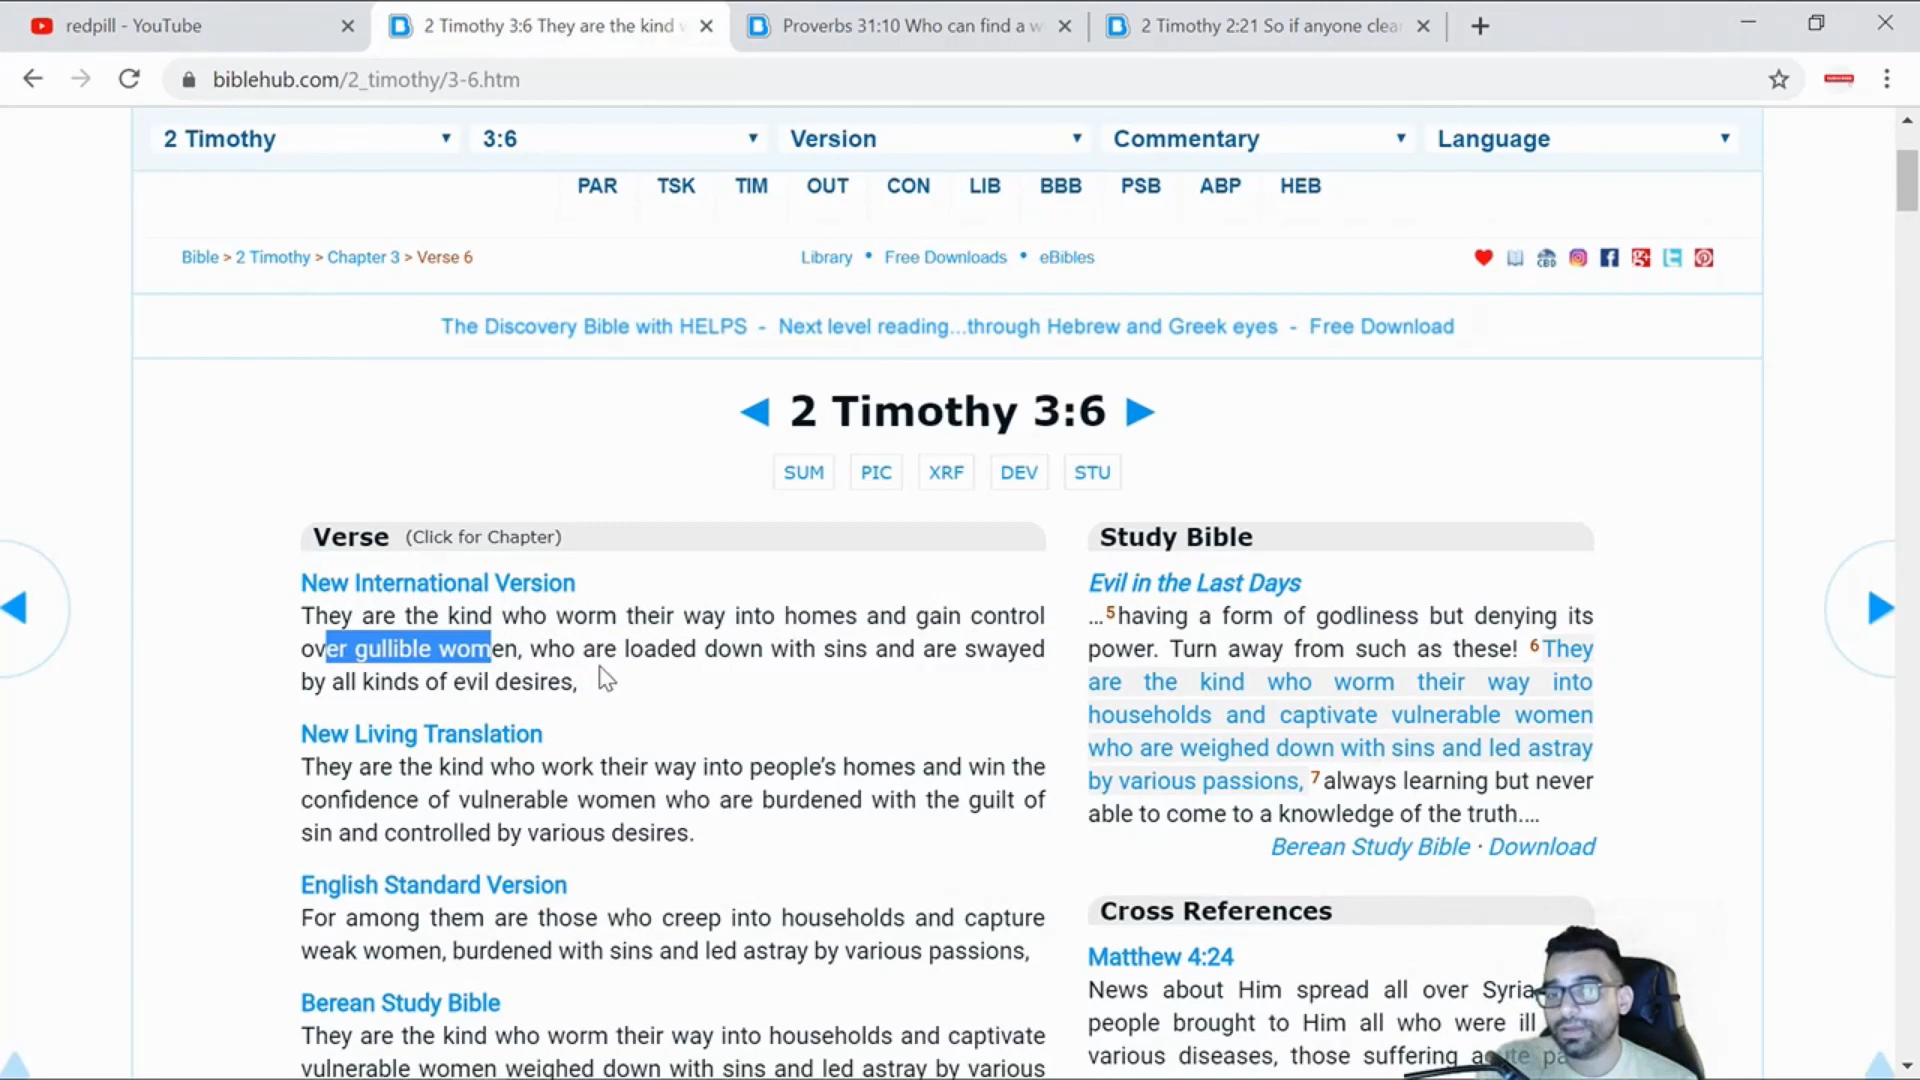 redpill - YouTube
2 Timothy 3:6 They are the kind
Proverbs 31:10 Who can find a w
2 Timothy 2:21 So if anyone clea
biblehub.com/2_timothy/3-6.htm
2 Timothy 3:6 Version Commentary Language
PAR TSK TIM OUT CON LIB BBB PSB ABP HEB
Bible > 2 Timothy > Chapter 3 > Verse 6
Library • Free Downloads • eBibles
CBD
The Discovery Bible with HELPS - Next level reading...through Hebrew and Greek eyes - Free Download
2 Timothy 3:6
SUM PIC XRF DEV STU
Verse (Click for Chapter)
New International Version
They are the kind who worm their way into homes and gain control
over gullible women, who are loaded down with sins and are swayed
by all kinds of evil desires,
New Living Translation
They are the kind who work their way into people's homes and win the
confidence of vulnerable women who are burdened with the guilt of
sin and controlled by various desires.
English Standard Version
For among them are those who creep into households and capture
weak women, burdened with sins and led astray by various passions,
Berean Study Bible
They are the kind who worm their way into households and captivate
vulnerable women weighed down with sins and led astray by various
Study Bible
Evil in the Last Days
…5having a form of godliness but denying its
power. Turn away from such as these! 6They
are the kind who worm their way into
households and captivate vulnerable women
who are weighed down with sins and led astray
by various passions, 7always learning but never
able to come to a knowledge of the truth.…
Berean Study Bible · Download
Cross References
Matthew 4:24
News about Him spread all over Syria
people brought to Him all who were ill
various diseases, those suffering acute